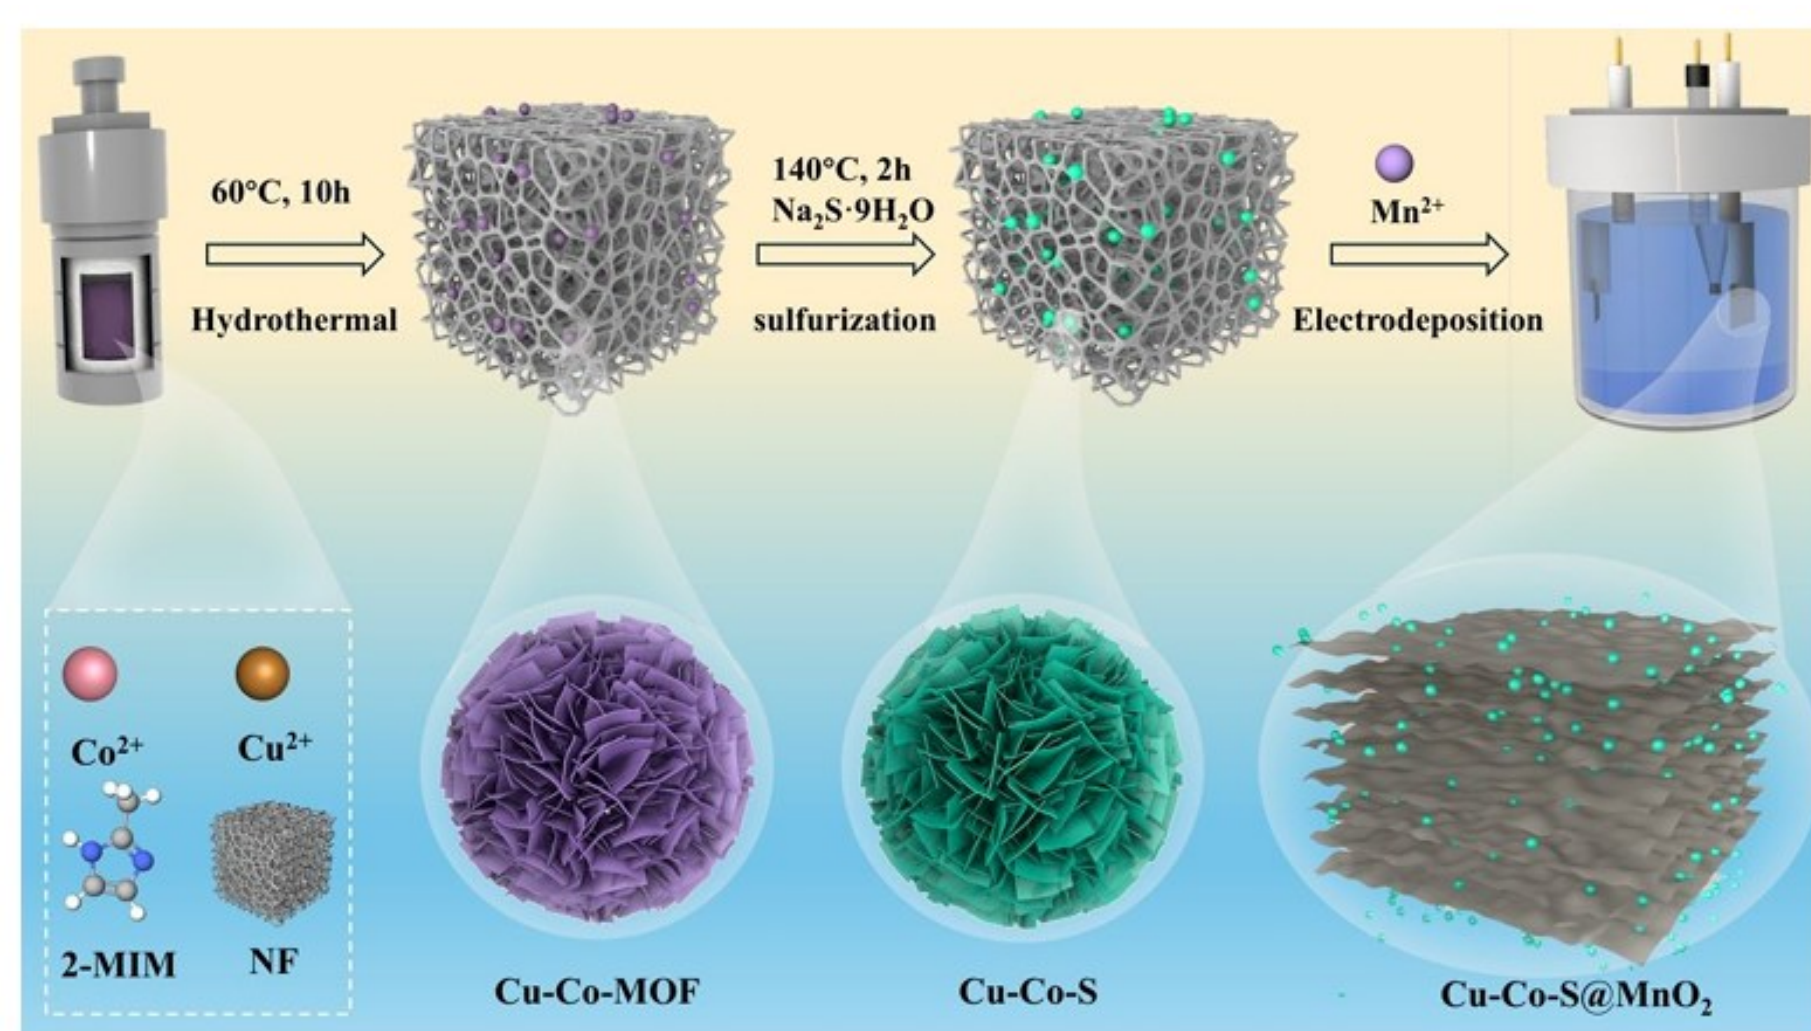 60°C, 10h
Hydrothermal
140°C, 2h
Na₂S·9H₂O
sulfurization
Mn²⁺
Electrodeposition
Co²⁺
Cu²⁺
2-MIM
NF
Cu-Co-MOF
Cu-Co-S
Cu-Co-S@MnO₂